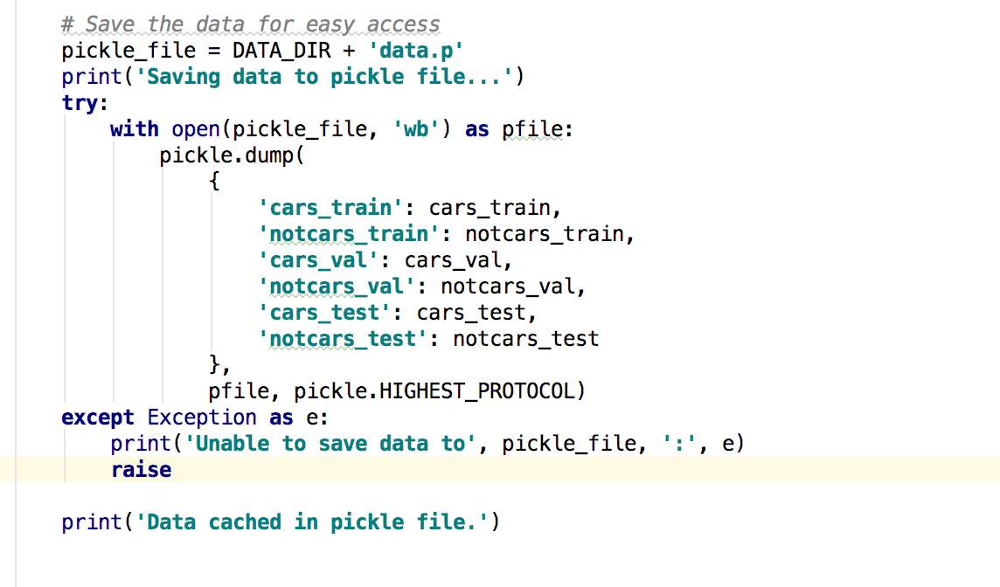 # Save the data for easy access
pickle_file = DATA_DIR + 'data.p'
print('Saving data to pickle file...')
try:
    with open(pickle_file, 'wb') as pfile:
        pickle.dump(
            {
                'cars_train': cars_train,
                'notcars_train': notcars_train,
                'cars_val': cars_val,
                'notcars_val': notcars_val,
                'cars_test': cars_test,
                'notcars_test': notcars_test
            },
            pfile, pickle.HIGHEST_PROTOCOL)
except Exception as e:
    print('Unable to save data to', pickle_file, ':', e)
    raise

print('Data cached in pickle file.')